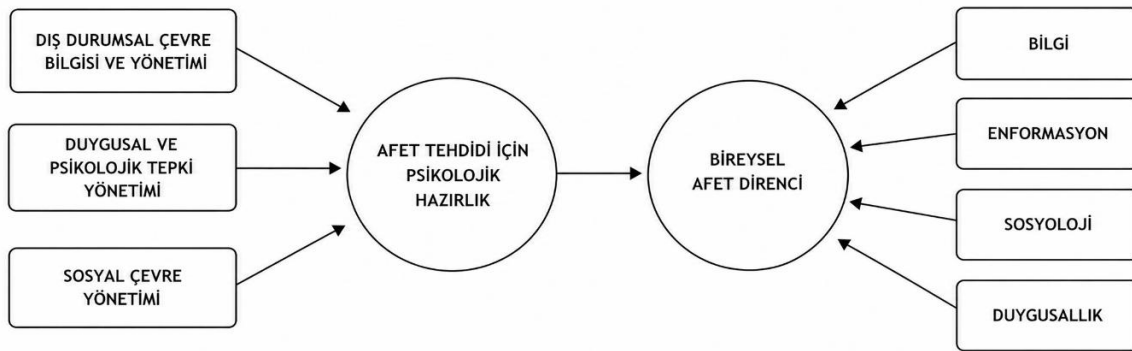 DIŞ DURUMSAL ÇEVRE
BİLGİSİ VE YÖNETİMİ
DUYGUSAL VE
PSİKOLOJİK TEPKİ
YÖNETİMİ
SOSYAL ÇEVRE
YÖNETİMİ
AFET TEHDİDİ İÇİN
PSİKOLOJİK
HAZIRLIK
BİREYSEL
AFET DİRENCİ
BİLGİ
ENFORMASYON
SOSYOLOJİ
DUYGUSALLIK